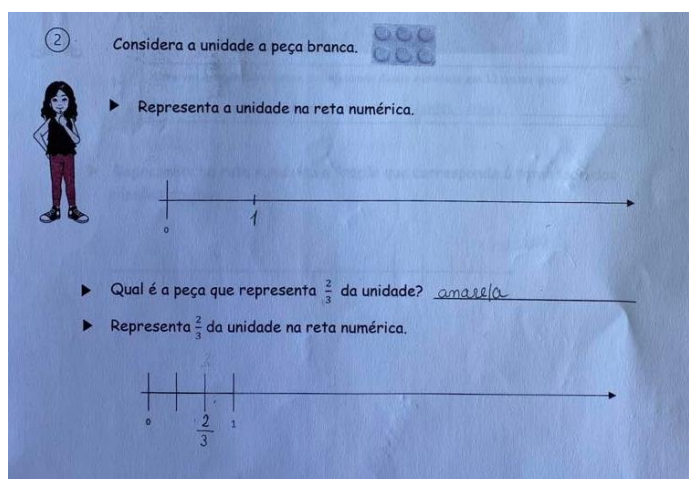 2
Considera a unidade a peça branca.
Representa a unidade na reta numérica.
0 1
Qual é a peça que representa 2/3 da unidade? amarela
Representa 2/3 da unidade na reta numérica.
0 2/3 1